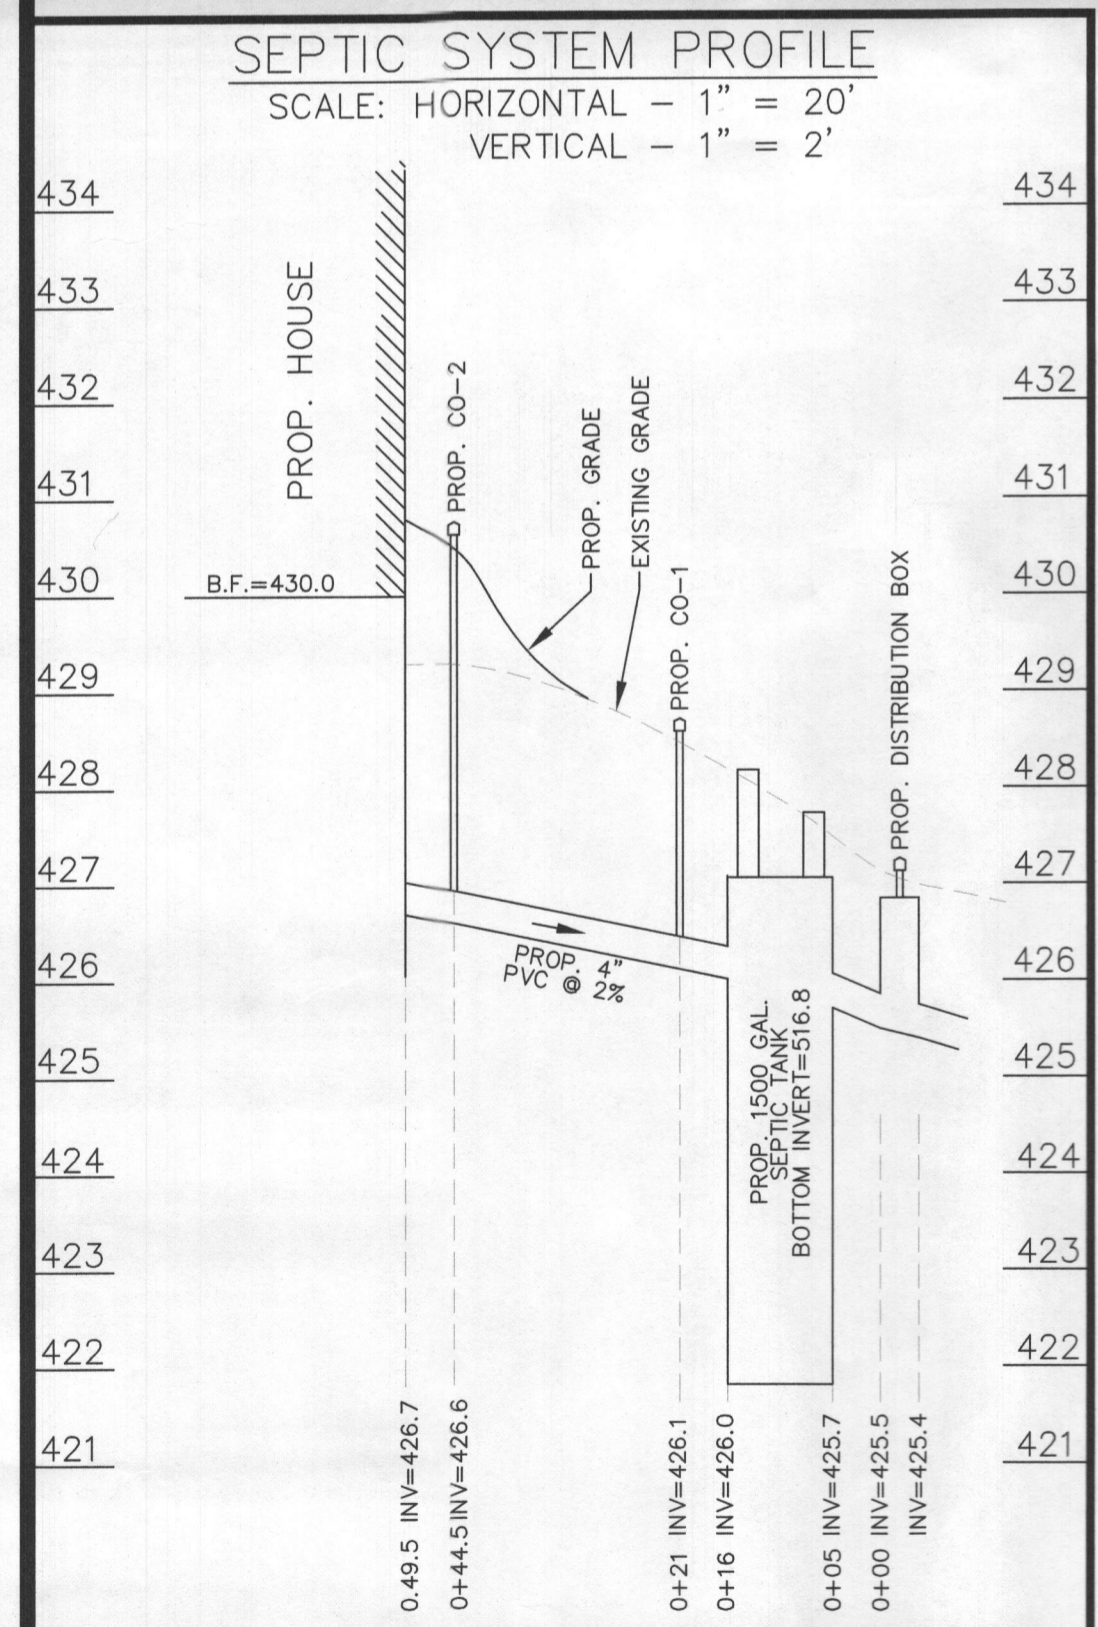 SEPTIC SYSTEM PROFILE
SCALE: HORIZONTAL - 1" = 20'
VERTICAL - 1" = 2'
434
433
432
431
430
429
428
427
426
425
424
423
422
421
PROP. HOUSE
B.F.=430.0
PROP. CO-2
PROP. GRADE
EXISTING GRADE
PROP. CO-1
PROP. DISTRIBUTION BOX
PROP. 4"
PVC @ 2%
PROP. 1500 GAL.
SEPTIC TANK
BOTTOM INVERT=516.8
0.49.5 INV=426.7
0+44.5 INV=426.6
0+21 INV=426.1
0+16 INV=426.0
0+05 INV=425.7
0+00 INV=425.5
INV=425.4
434
433
432
431
430
429
428
427
426
425
424
423
422
421